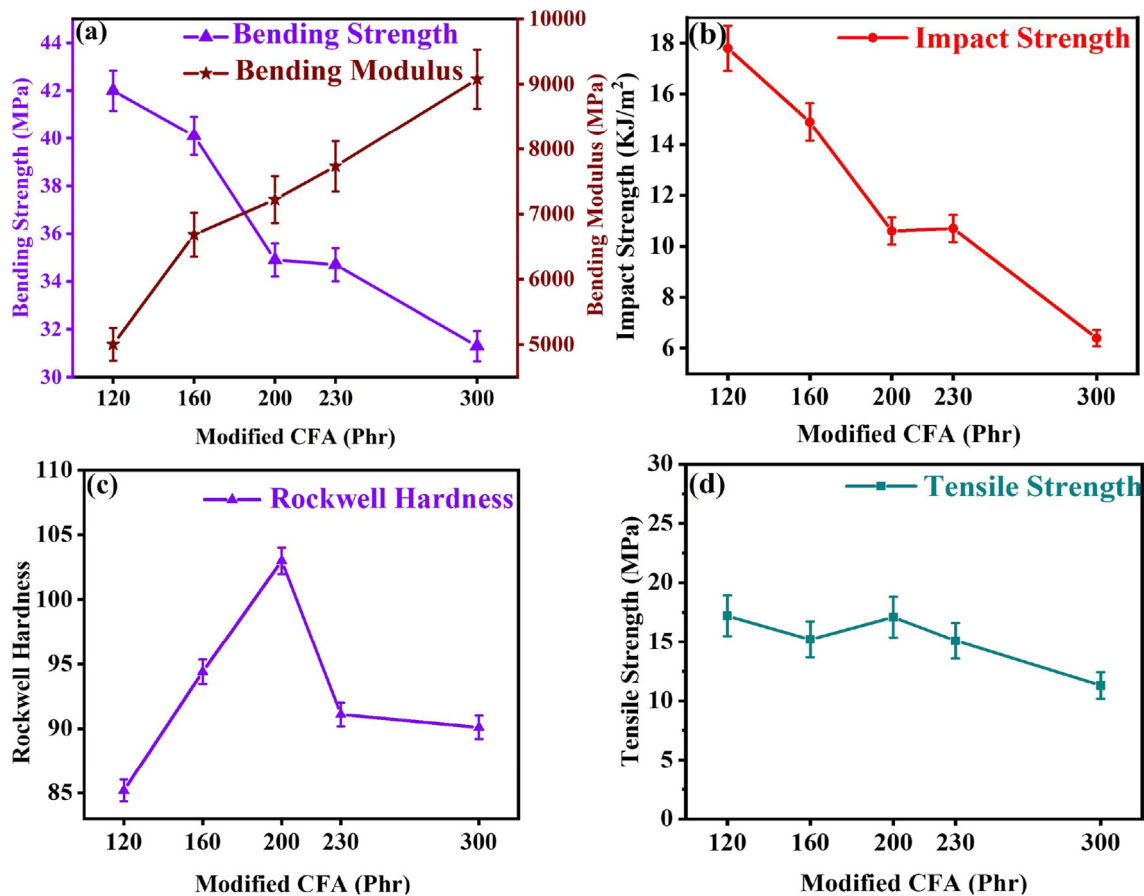 (a)
Bending Strength
Bending Modulus
44
42
40
38
36
34
32
30
Bending Strength (MPa)
10000
9000
8000
7000
6000
5000
Bending Modulus (MPa)
120 160 200 230 300
Modified CFA (Phr)
(b)
Impact Strength
18
16
14
12
10
8
6
Impact Strength (KJ/m²)
120 160 200 230 300
Modified CFA (Phr)
(c)
Rockwell Hardness
110
105
100
95
90
85
Rockwell Hardness
120 160 200 230 300
Modified CFA (Phr)
(d)
Tensile Strength
30
25
20
15
10
5
0
Tensile Strength (MPa)
120 160 200 230 300
Modified CFA (Phr)